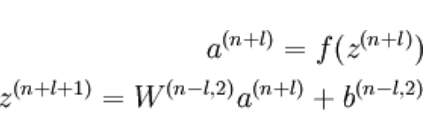 a^{(n+l)} = f(z^{(n+l)})
z^{(n+l+1)} = W^{(n-l,2)}a^{(n+l)} + b^{(n-l,2)}